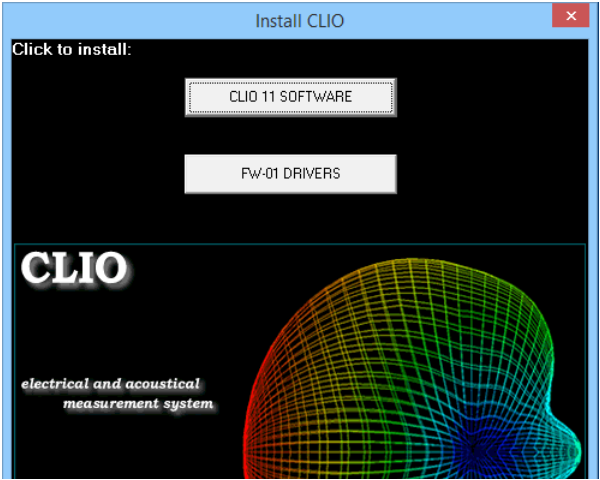 Install CLIO
Click to install:
CLIO 11 SOFTWARE
FW-01 DRIVERS
CLIO
electrical and acoustical
measurement system